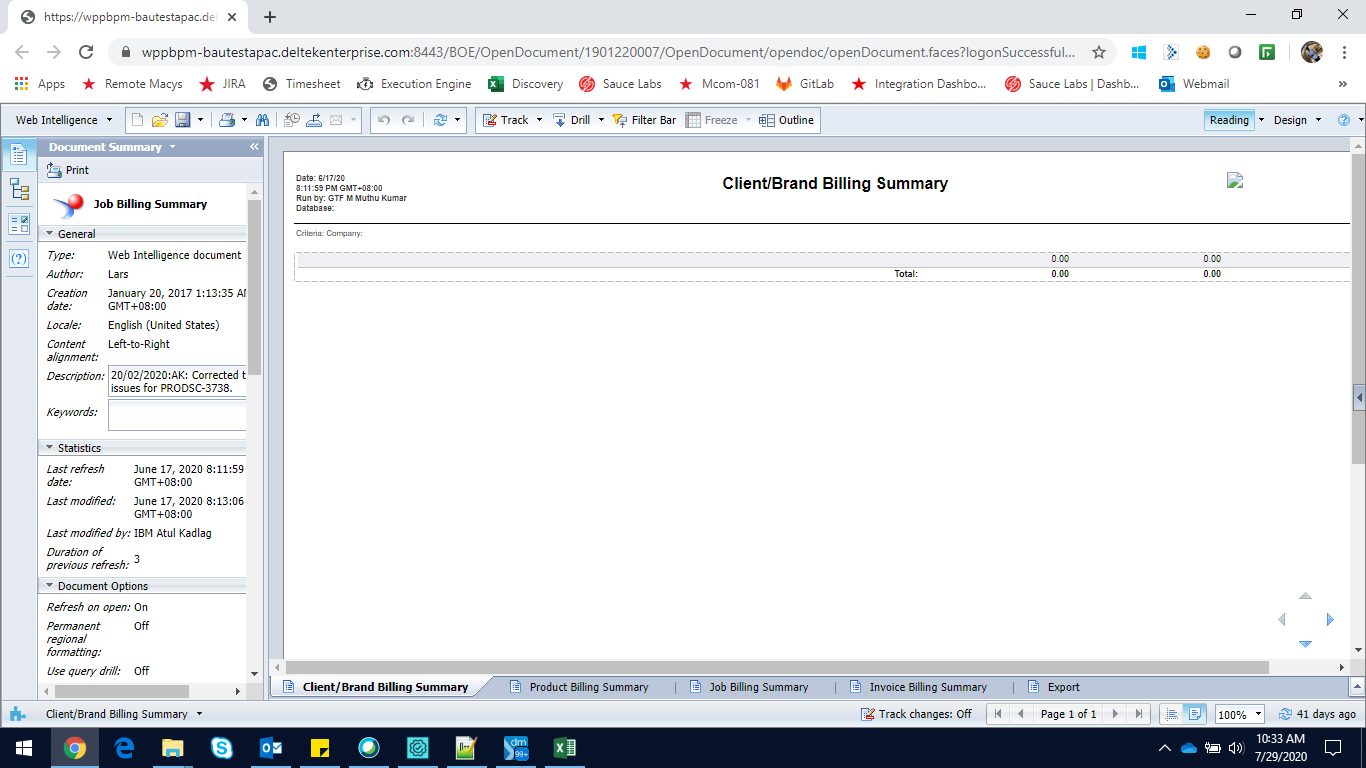 https://wppbpm-bautestapac.del
wppbpm-bautestapac.deltekenterprise.com:8443/BOE/OpenDocument/1901220007/OpenDocument/opendoc/openDocument.faces?logonSuccessful...
Apps Remote Macys JIRA Timesheet Execution Engine Discovery Sauce Labs Mcom-081 GitLab Integration Dashbo... Sauce Labs | Dashb... Webmail »
Web Intelligence Track Drill Filter Bar Freeze Outline Reading Design
Document Summary «
Print
Job Billing Summary
General
Type: Web Intelligence document
Author: Lars
Creation date: January 20, 2017 1:13:35 AM GMT+08:00
Locale: English (United States)
Content alignment: Left-to-Right
Description: 20/02/2020:AK: Corrected t
issues for PRODSC-3738.
Keywords:
Statistics
Last refresh date: June 17, 2020 8:11:59 GMT+08:00
Last modified: June 17, 2020 8:13:06 GMT+08:00
Last modified by: IBM Atul Kadlag
Duration of previous refresh: 3
Document Options
Refresh on open: On
Permanent regional formatting: Off
Use query drill: Off
Date: 6/17/20
8:11:59 PM GMT+08:00
Run by: GTF M Muthu Kumar
Database:
Client/Brand Billing Summary
Criteria: Company:
0.00 0.00
Total: 0.00 0.00
Client/Brand Billing Summary Product Billing Summary Job Billing Summary Invoice Billing Summary Export
Client/Brand Billing Summary Track changes: Off Page 1 of 1 100% 41 days ago
dm
99+
10:33 AM
7/29/2020